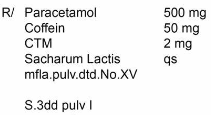 R/ Paracetamol 500 mg
Coffein 50 mg
CTM 2 mg
Sacharum Lactis qs
mfla.pulv.dtd.No.XV
S.3dd pulv I